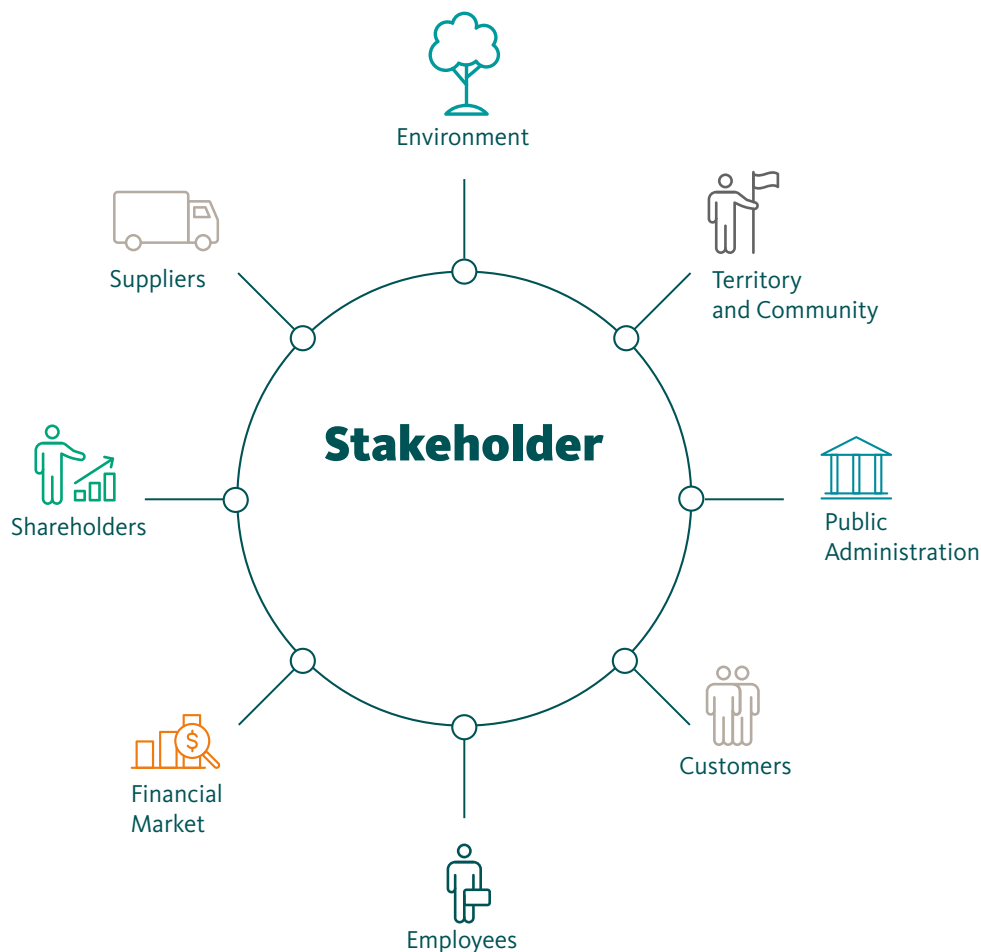 Environment
Suppliers
Territory
and Community
Stakeholder
Shareholders
Public
Administration
$
Financial
Market
Customers
Employees